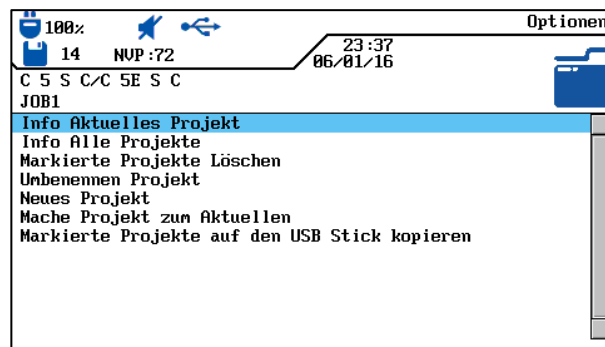 100% Optionen
14 NVP:72 23:37
06/01/16
C 5 S C/C 5E S C
JOB1
Info Aktuelles Projekt
Info Alle Projekte
Markierte Projekte Löschen
Umbenennen Projekt
Neues Projekt
Mache Projekt zum Aktuellen
Markierte Projekte auf den USB Stick kopieren